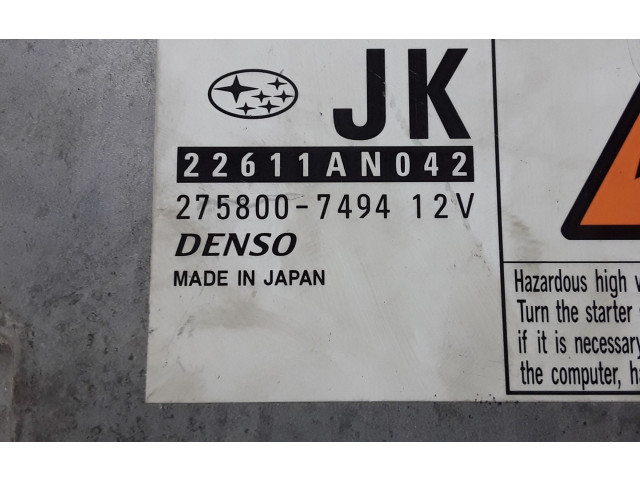 JK
22611AN042
275800-7494 12V
DENSO
MADE IN JAPAN
Hazardous high
Turn the starter
if it is necessary
the computer,